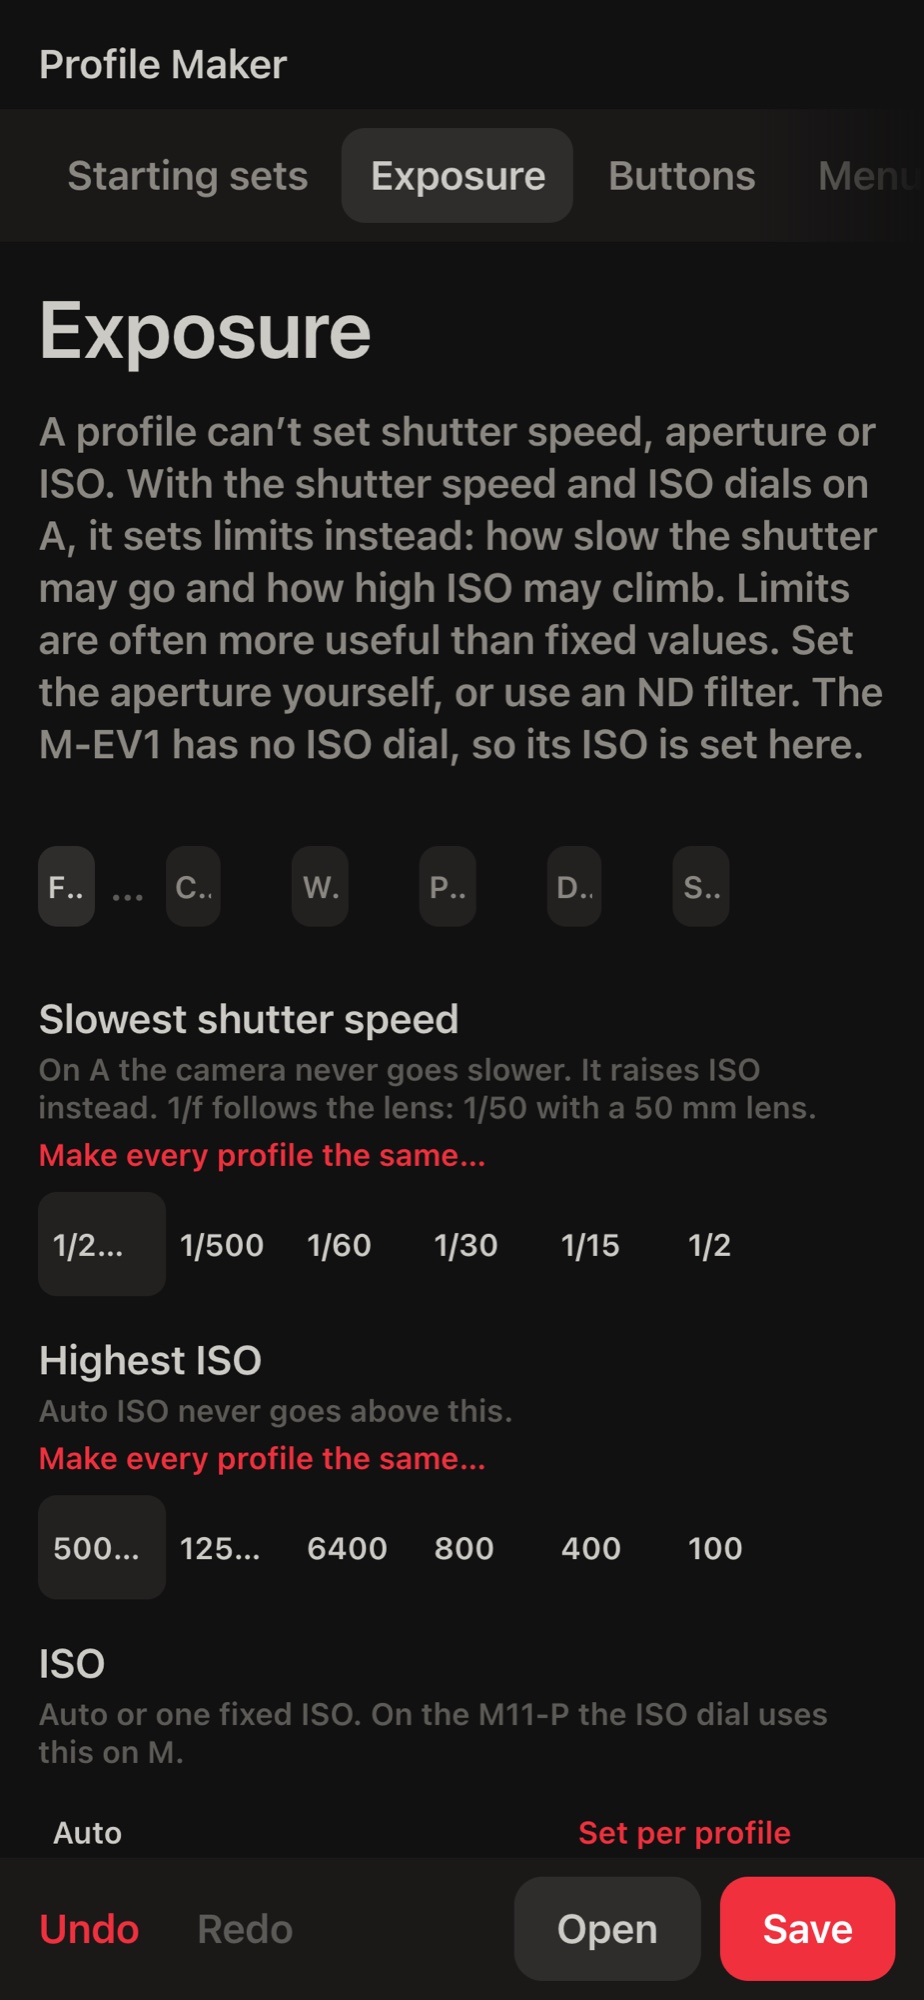 Profile Maker
Starting sets Exposure Buttons Menu
Exposure
A profile can’t set shutter speed, aperture or
ISO. With the shutter speed and ISO dials on
A, it sets limits instead: how slow the shutter
may go and how high ISO may climb. Limits
are often more useful than fixed values. Set
the aperture yourself, or use an ND filter. The
M-EV1 has no ISO dial, so its ISO is set here.
F.. ... C.. W. P.. D.. S..
Slowest shutter speed
On A the camera never goes slower. It raises ISO
instead. 1/f follows the lens: 1/50 with a 50 mm lens.
Make every profile the same...
1/2... 1/500 1/60 1/30 1/15 1/2
Highest ISO
Auto ISO never goes above this.
Make every profile the same...
500... 125... 6400 800 400 100
ISO
Auto or one fixed ISO. On the M11-P the ISO dial uses
this on M.
Auto Set per profile
Undo Redo Open Save